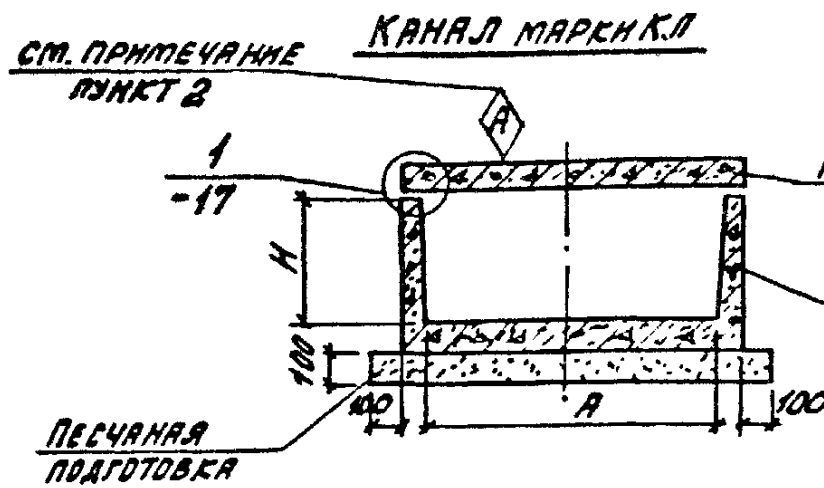 КАНАЛ МАРКИ КЛ
СМ. ПРИМЕЧАНИЕ
ПУНКТ 2
А
1
-17
Н
100
100
А
100
ПЕСЧАНАЯ
ПОДГОТОВКА